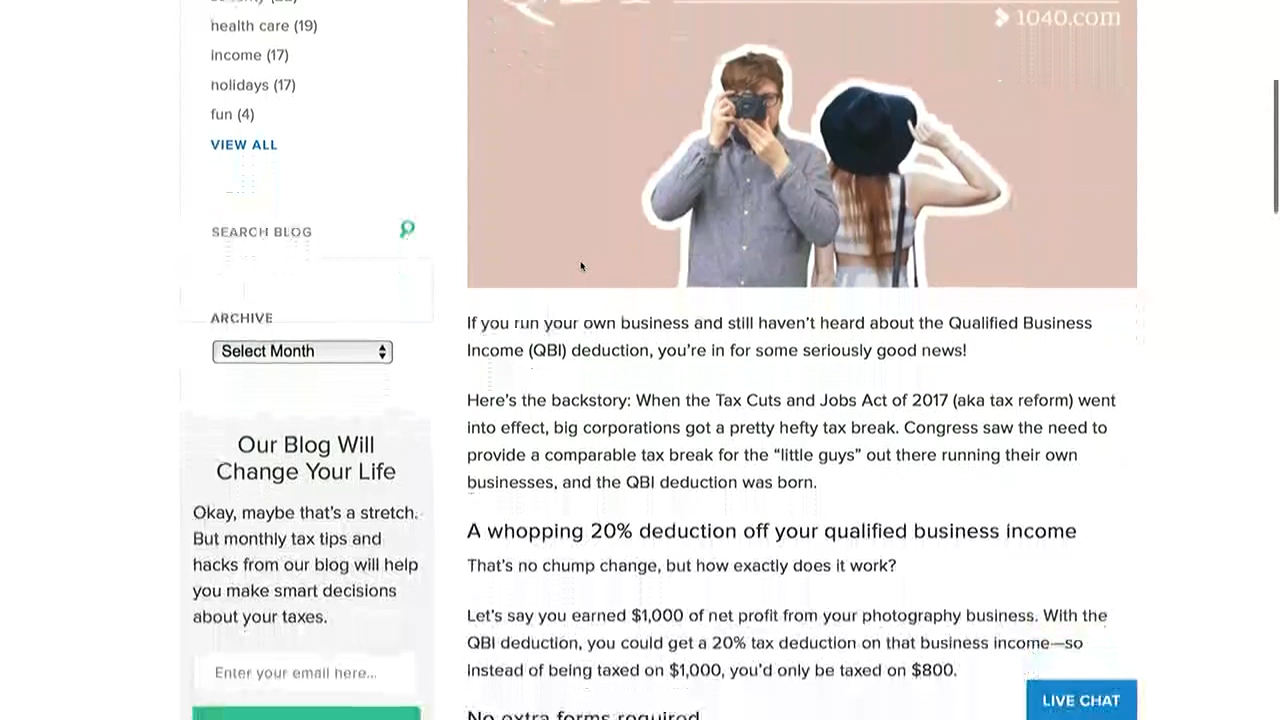 health care (19)
income (17)
holidays (17)
fun (4)
VIEW ALL
SEARCH BLOG
ARCHIVE
Select Month
Our Blog Will
Change Your Life
Okay, maybe that's a stretch.
But monthly tax tips and
hacks from our blog will help
you make smart decisions
about your taxes.
Enter your email here...
1040.com
If you run your own business and still haven't heard about the Qualified Business
Income (QBI) deduction, you're in for some seriously good news!
Here's the backstory: When the Tax Cuts and Jobs Act of 2017 (aka tax reform) went
into effect, big corporations got a pretty hefty tax break. Congress saw the need to
provide a comparable tax break for the “little guys” out there running their own
businesses, and the QBI deduction was born.
A whopping 20% deduction off your qualified business income
That's no chump change, but how exactly does it work?
Let's say you earned $1,000 of net profit from your photography business. With the
QBI deduction, you could get a 20% tax deduction on that business income—so
instead of being taxed on $1,000, you'd only be taxed on $800.
No extra forms required
LIVE CHAT